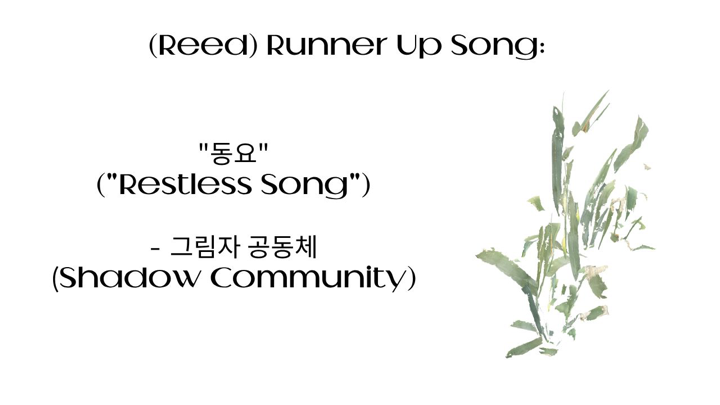 (Reed) Runner Up Song:
"동요"
("Restless Song")
- 그림자 공동체
(Shadow Community)